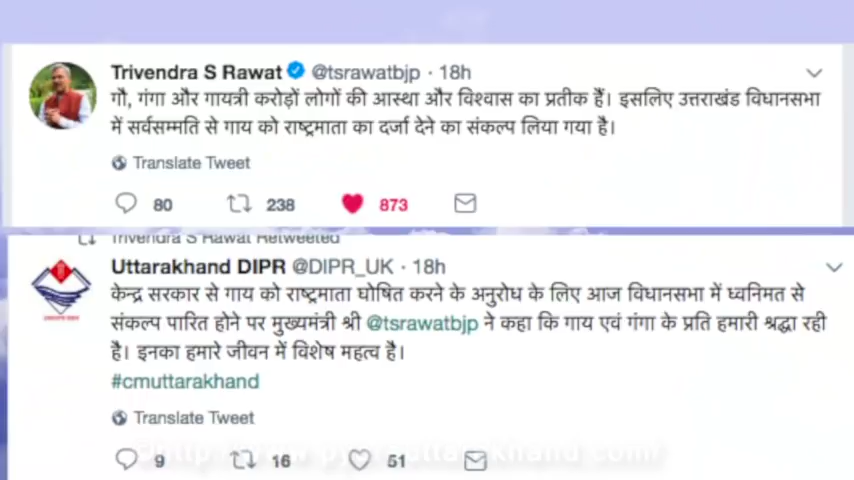 Trivendra S Rawat @tsrawatbjp · 18h
गौ, गंगा और गायत्री करोड़ों लोगों की आस्था और विश्वास का प्रतीक हैं। इसलिए उत्तराखंड विधानसभा
में सर्वसम्मति से गाय को राष्ट्रमाता का दर्जा देने का संकल्प लिया गया है।
Translate Tweet
80 238 873
Trivendra S Rawat Retweeted
Uttarakhand DIPR @DIPR_UK · 18h
केन्द्र सरकार से गाय को राष्ट्रमाता घोषित करने के अनुरोध के लिए आज विधानसभा में ध्वनिमत से
संकल्प पारित होने पर मुख्यमंत्री श्री @tsrawatbjp ने कहा कि गाय एवं गंगा के प्रति हमारी श्रद्धा रही
है। इनका हमारे जीवन में विशेष महत्व है।
#cmuttarakhand
Translate Tweet
9 16 51